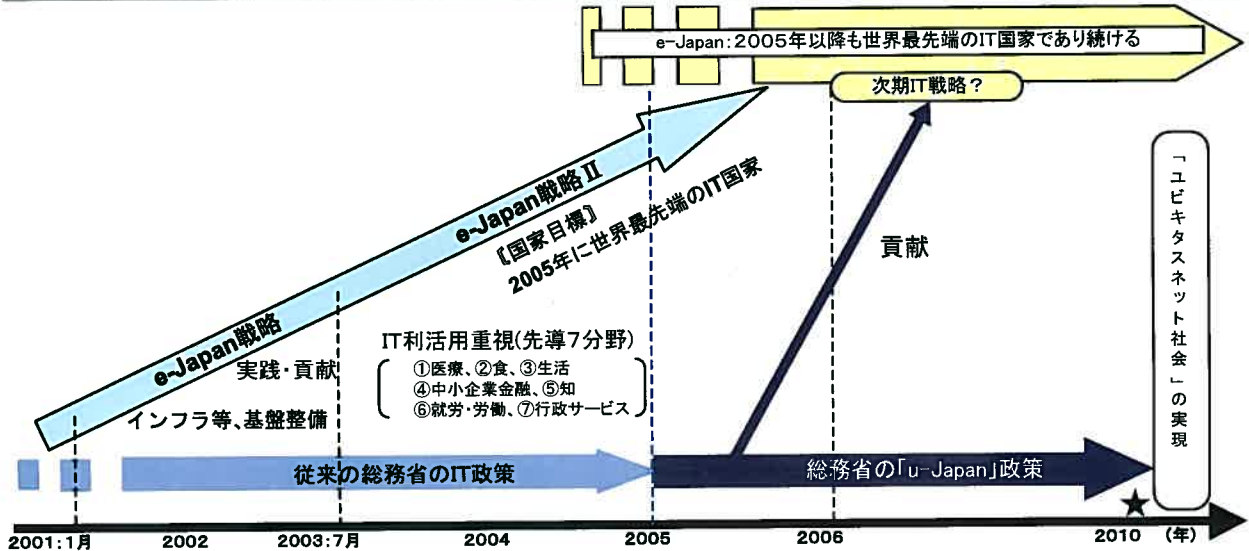 e-Japan:2005年以降も世界最先端のIT国家であり続ける
次期IT戦略？
e-Japan戦略Ⅱ
〖国家目標〗
2005年に世界最先端のIT国家
e-Japan戦略
貢献
「ユビキタスネット社会」の実現
実践・貢献
インフラ等、基盤整備
IT利活用重視(先導7分野)
①医療、②食、③生活
④中小企業金融、⑤知
⑥就労・労働、⑦行政サービス
従来の総務省のIT政策
総務省の「u-Japan」政策
★
2001:1月 2002 2003:7月 2004 2005 2006 2010 (年)